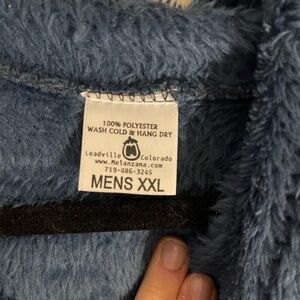 100% POLYESTER
WASH COLD & HANG DRY
Leadville Colorado
www.Melanzana.com
719-486-3245
MENS XXL